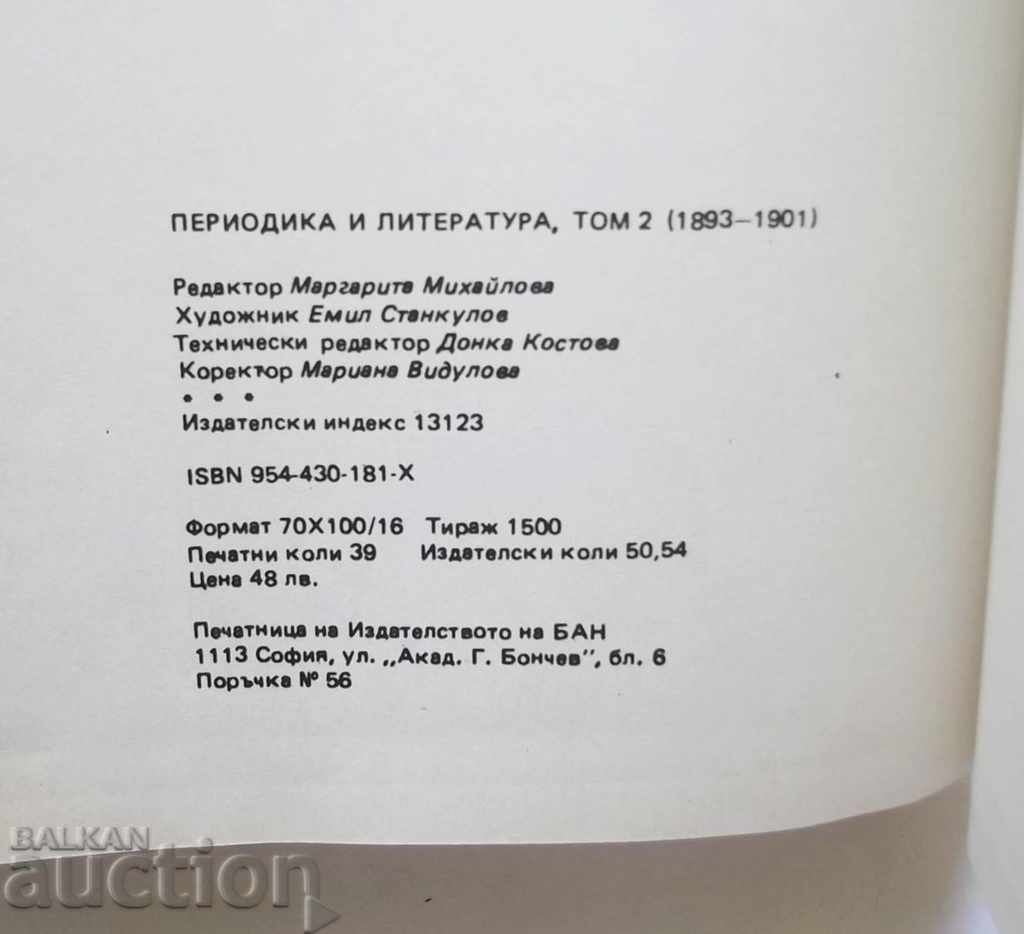 ПЕРИОДИКА И ЛИТЕРАТУРА, ТОМ 2 (1893—1901)
Редактор Маргарита Михайлова
Художник Емил Станкулов
Технически редактор Донка Костова
Коректор Мариана Видулова
• • •
Издателски индекс 13123
ISBN 954-430-181-X
Формат 70X100/16 Тираж 1500
Печатни коли 39 Издателски коли 50,54
Цена 48 лв.
Печатница на Издателството на БАН
1113 София, ул. „Акад. Г. Бончев”, бл. 6
Поръчка № 56
BALKAN
auction